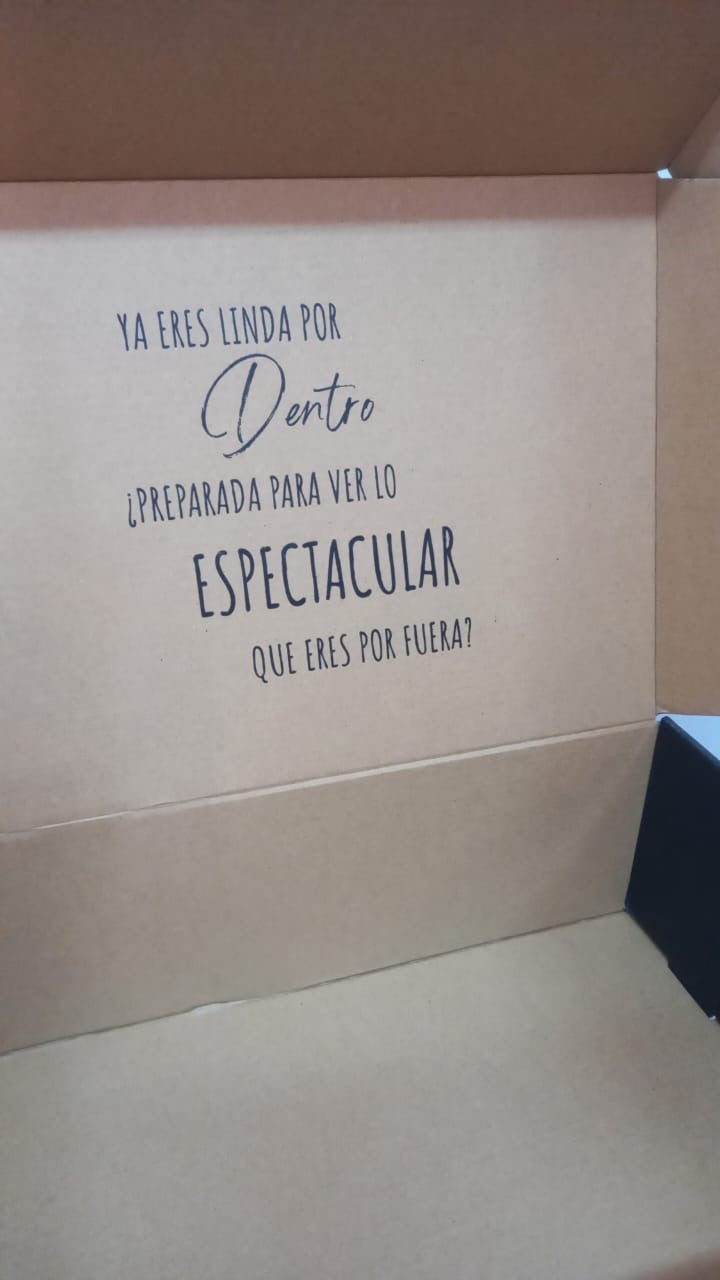 YA ERES LINDA POR
Dentro
¿PREPARADA PARA VER LO
ESPECTACULAR
QUE ERES POR FUERA?